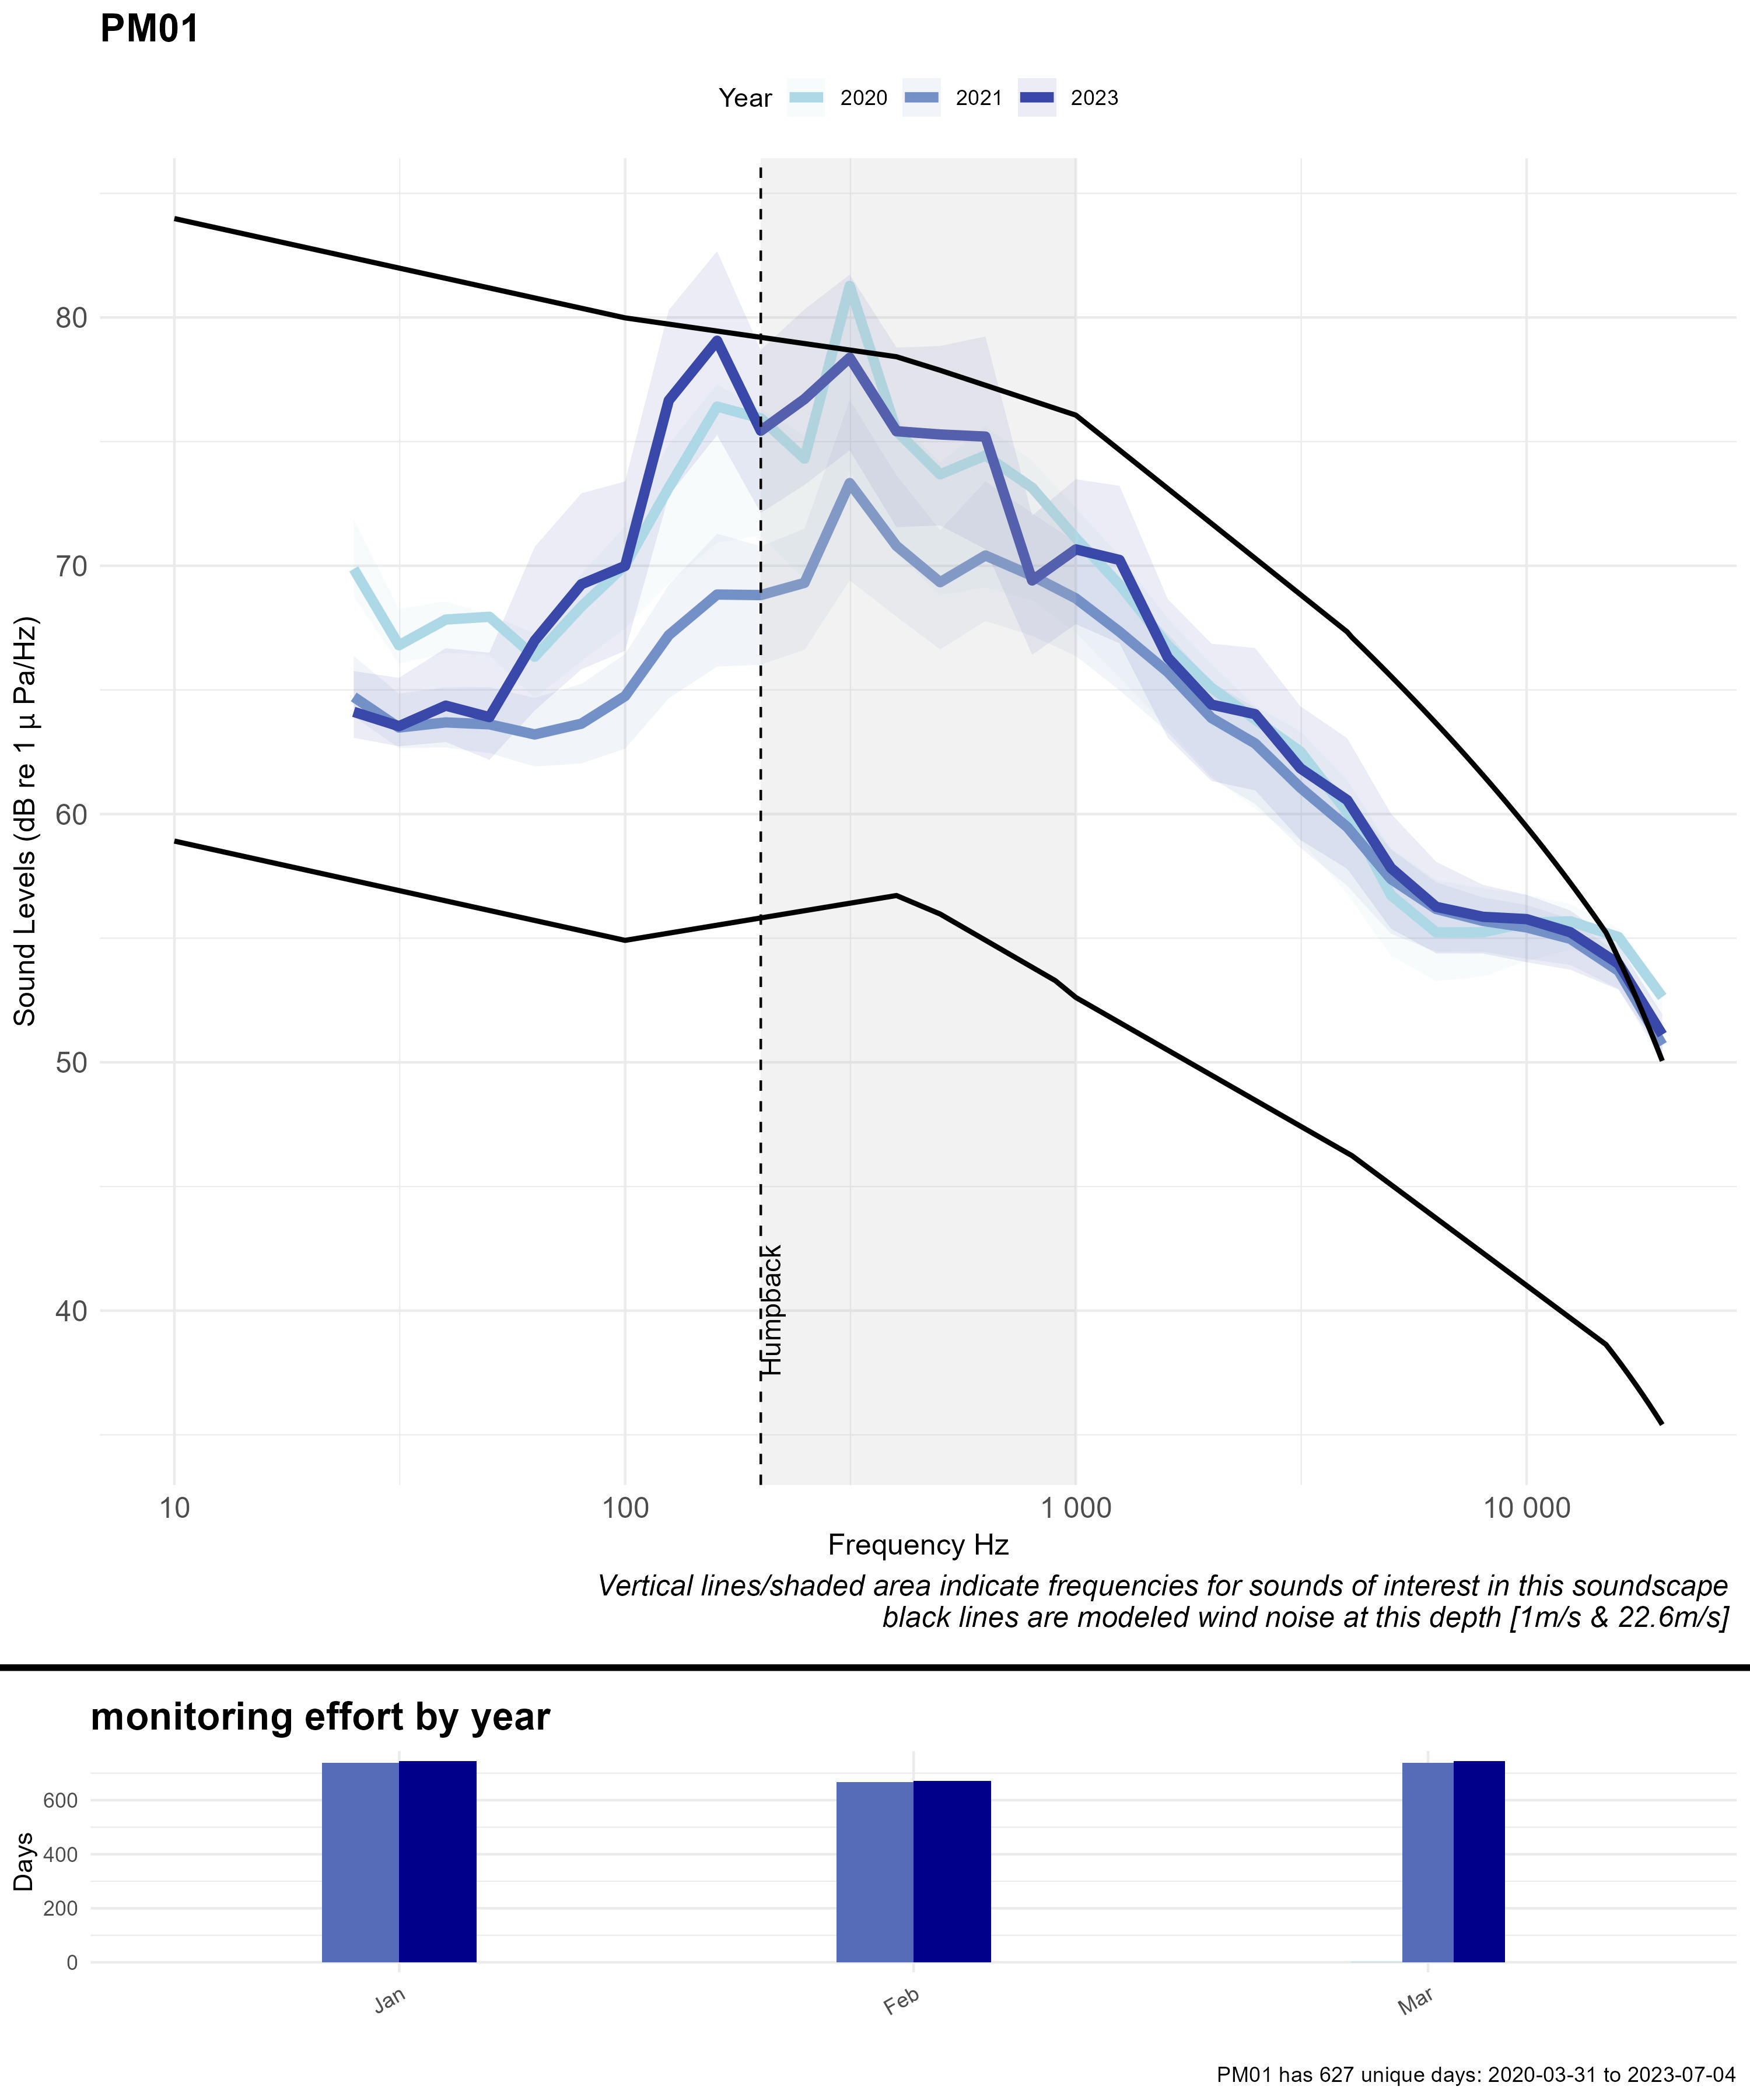 PM01
Year 2020 2021 2023
Sound Levels (dB re 1 µ Pa/Hz)
80
70
60
50
40
Humpback
10 100 1 000 10 000
Frequency Hz
Vertical lines/shaded area indicate frequencies for sounds of interest in this soundscape
black lines are modeled wind noise at this depth [1m/s & 22.6m/s]
monitoring effort by year
Days
600
400
200
0
Jan Feb Mar
PM01 has 627 unique days: 2020-03-31 to 2023-07-04